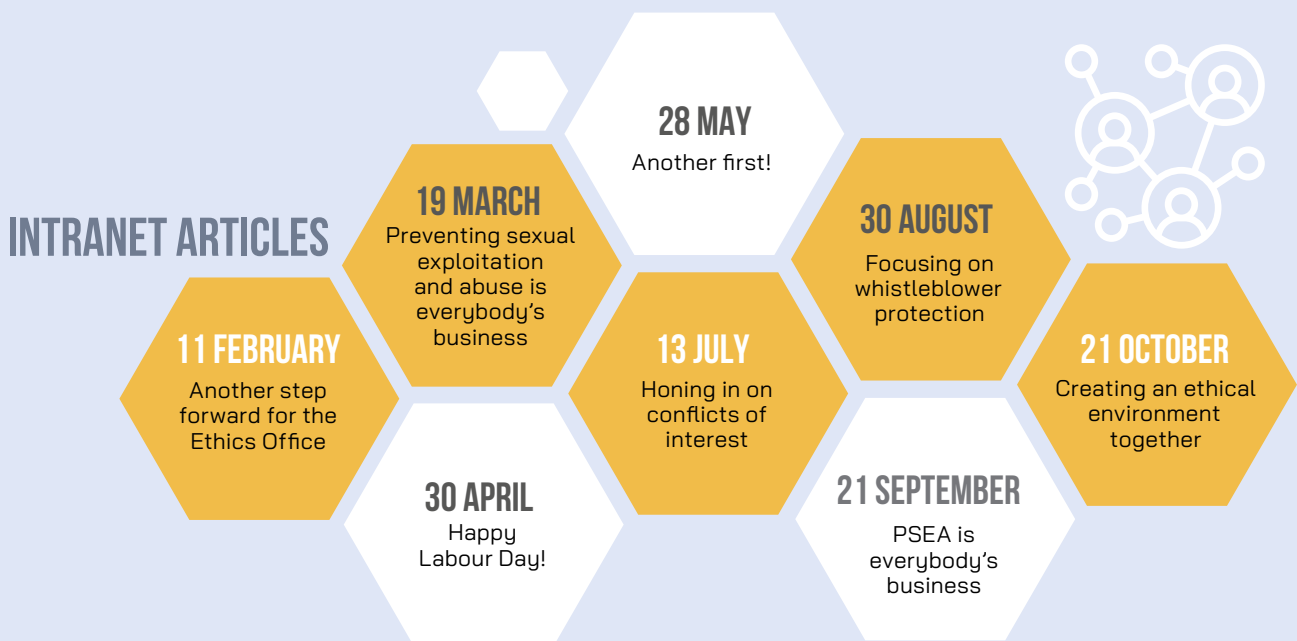 INTRANET ARTICLES
11 FEBRUARY
Another step
forward for the
Ethics Office
19 MARCH
Preventing sexual
exploitation
and abuse is
everybody's
business
30 APRIL
Happy
Labour Day!
28 MAY
Another first!
13 JULY
Honing in on
conflicts of
interest
30 AUGUST
Focusing on
whistleblower
protection
21 SEPTEMBER
PSEA is
everybody's
business
21 OCTOBER
Creating an ethical
environment
together